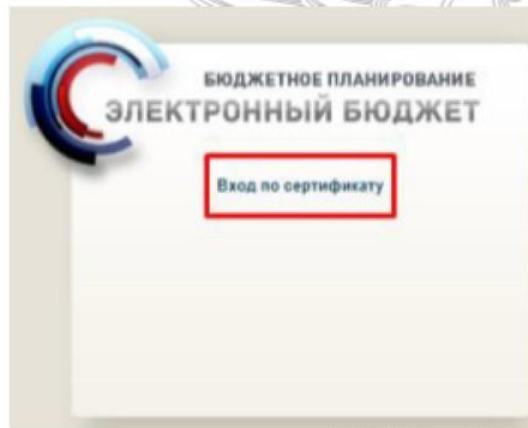 БЮДЖЕТНОЕ ПЛАНИРОВАНИЕ
ЭЛЕКТРОННЫЙ БЮДЖЕТ
Вход по сертификату